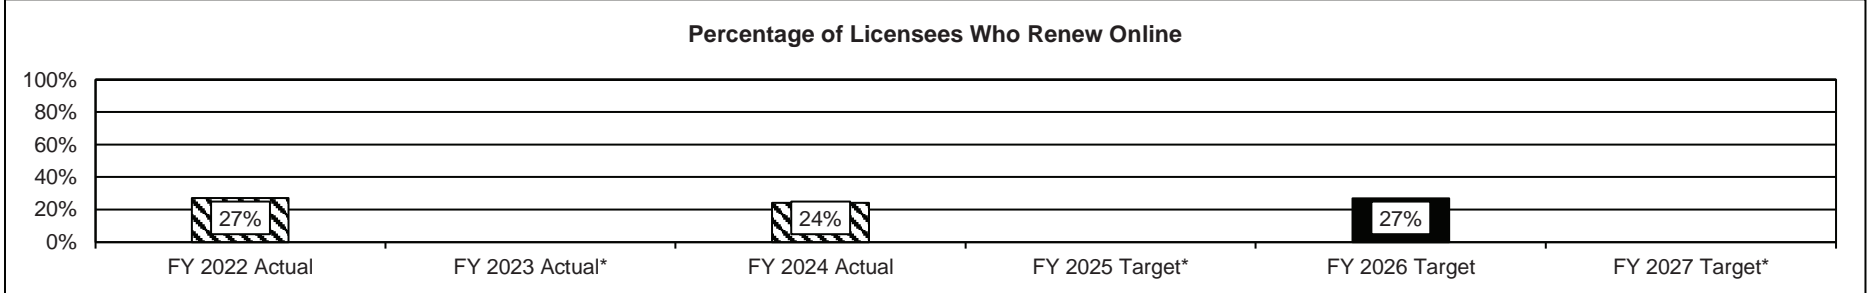 Percentage of Licensees Who Renew Online
100%
80%
60%
40%
20%
0%
27%
24%
27%
FY 2022 Actual
FY 2023 Actual*
FY 2024 Actual
FY 2025 Target*
FY 2026 Target
FY 2027 Target*